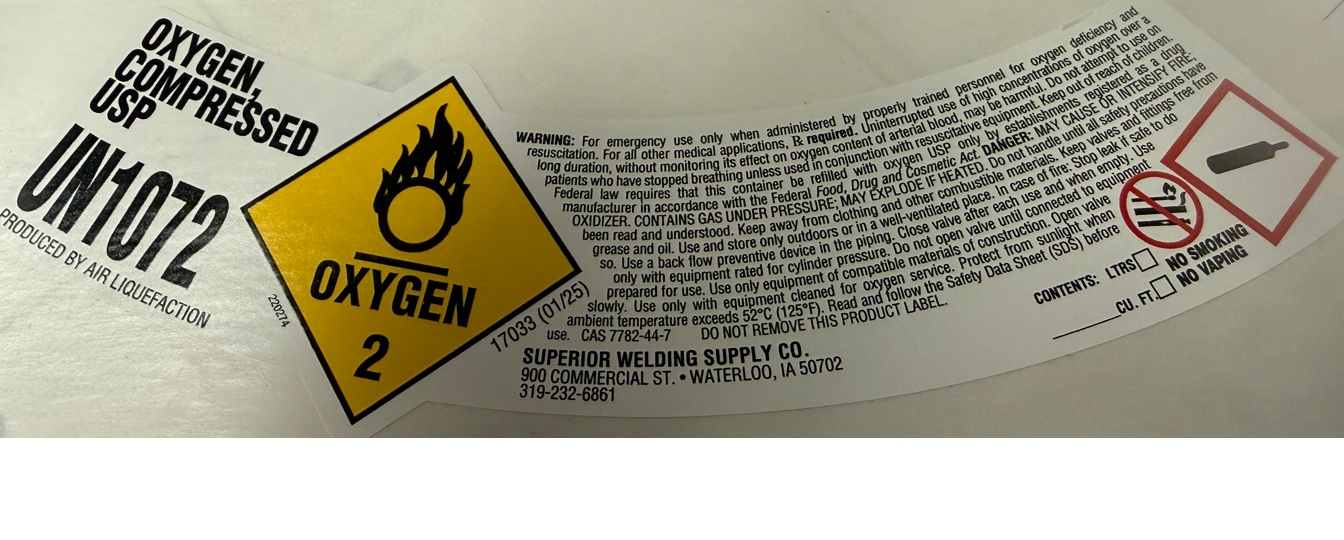 OXYGEN,
COMPRESSED
USP
UN1072
PRODUCED BY AIR LIQUEFACTION
220274
OXYGEN
2
17033 (01/25)
WARNING: For emergency use only when administered by properly trained personnel for oxygen deficiency and
resuscitation. For all other medical applications, ℞ required. Uninterrupted use of high concentrations of oxygen over a
long duration, without monitoring its effect on oxygen content of arterial blood, may be harmful. Do not attempt to use on
patients who have stopped breathing unless used in conjunction with resuscitative equipment. Keep out of reach of children.
Federal law requires that this container be refilled with oxygen USP only by establishments registered as a drug
manufacturer in accordance with the Federal Food, Drug and Cosmetic Act. DANGER: MAY CAUSE OR INTENSIFY FIRE;
OXIDIZER. CONTAINS GAS UNDER PRESSURE; MAY EXPLODE IF HEATED. Do not handle until all safety precautions have
been read and understood. Keep away from clothing and other combustible materials. Keep valves and fittings free from
grease and oil. Use and store only outdoors or in a well-ventilated place. In case of fire: Stop leak if safe to do
so. Use a back flow preventive device in the piping. Close valve after each use and when empty. Use
only with equipment rated for cylinder pressure. Do not open valve until connected to equipment
prepared for use. Use only equipment of compatible materials of construction. Open valve
slowly. Use only with equipment cleaned for oxygen service. Protect from sunlight when
ambient temperature exceeds 52°C (125°F). Read and follow the Safety Data Sheet (SDS) before
use. CAS 7782-44-7 DO NOT REMOVE THIS PRODUCT LABEL.
SUPERIOR WELDING SUPPLY CO.
900 COMMERCIAL ST. • WATERLOO, IA 50702
319-232-6861
CONTENTS: LTRS
CU. FT.
NO SMOKING
NO VAPING